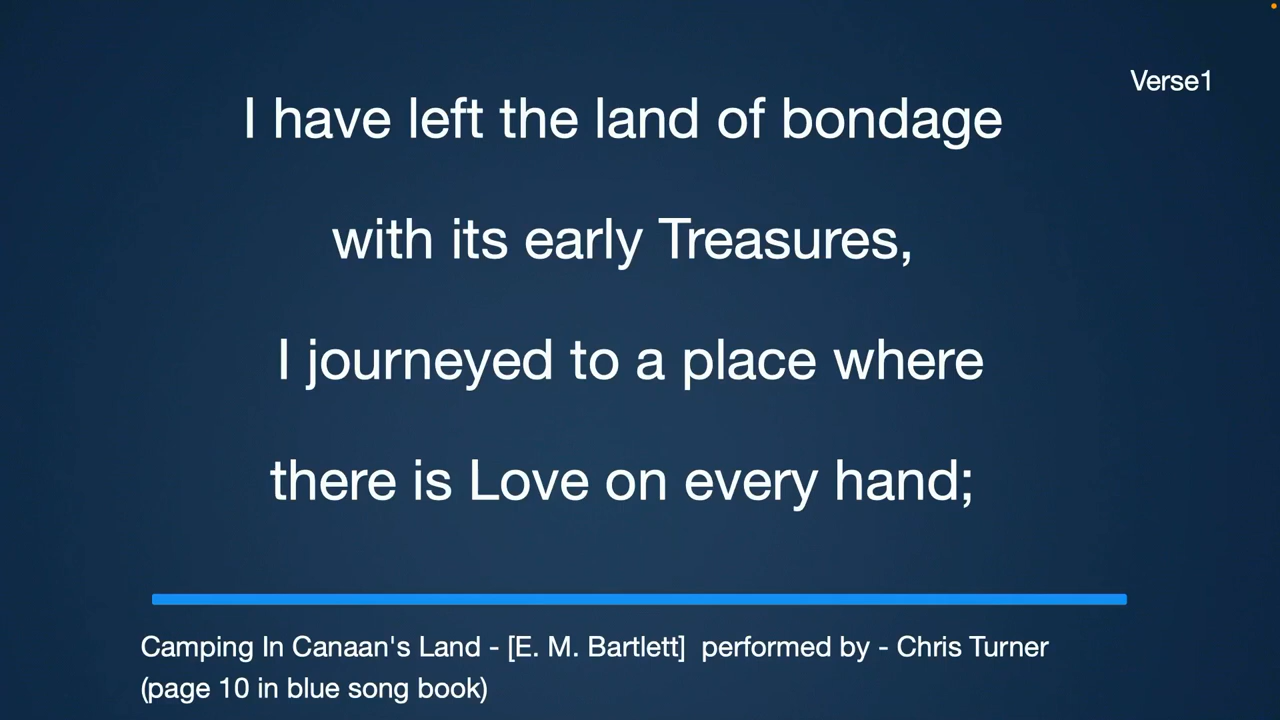 Verse1
I have left the land of bondage
with its early Treasures,
I journeyed to a place where
there is Love on every hand;
Camping In Canaan's Land - [E. M. Bartlett]  performed by - Chris Turner
(page 10 in blue song book)